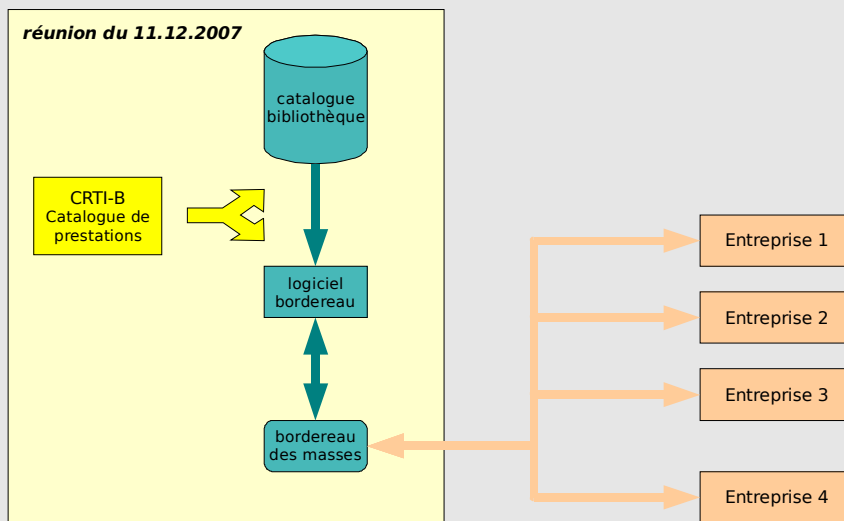 réunion du 11.12.2007
catalogue
bibliothèque
CRTI-B
Catalogue de
prestations
logiciel
bordereau
bordereau
des masses
Entreprise 1
Entreprise 2
Entreprise 3
Entreprise 4